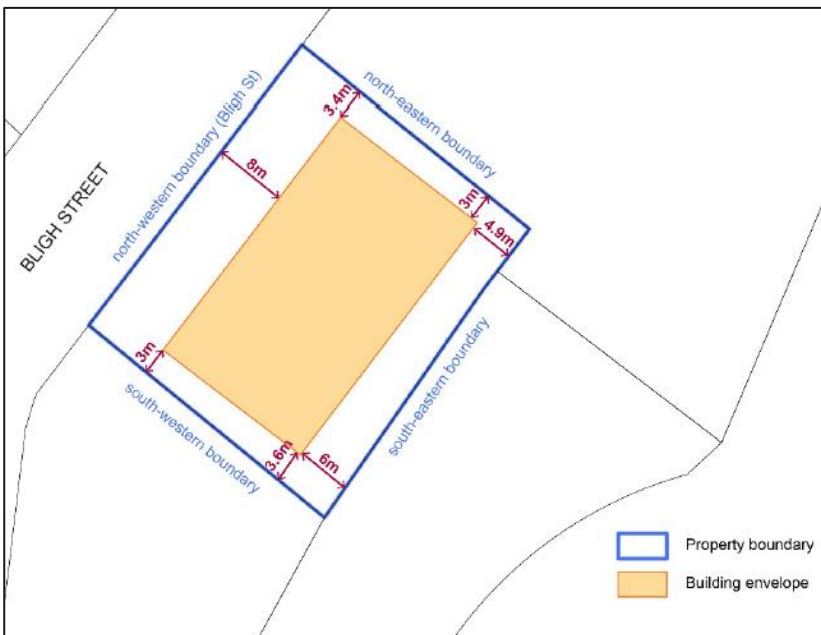 north-eastern boundary
3.4m
north-western boundary (Bligh St)
8m
BLIGH STREET
3m
4.9m
3m
south-western boundary
south-eastern boundary
3.6m
6m
Property boundary
Building envelope